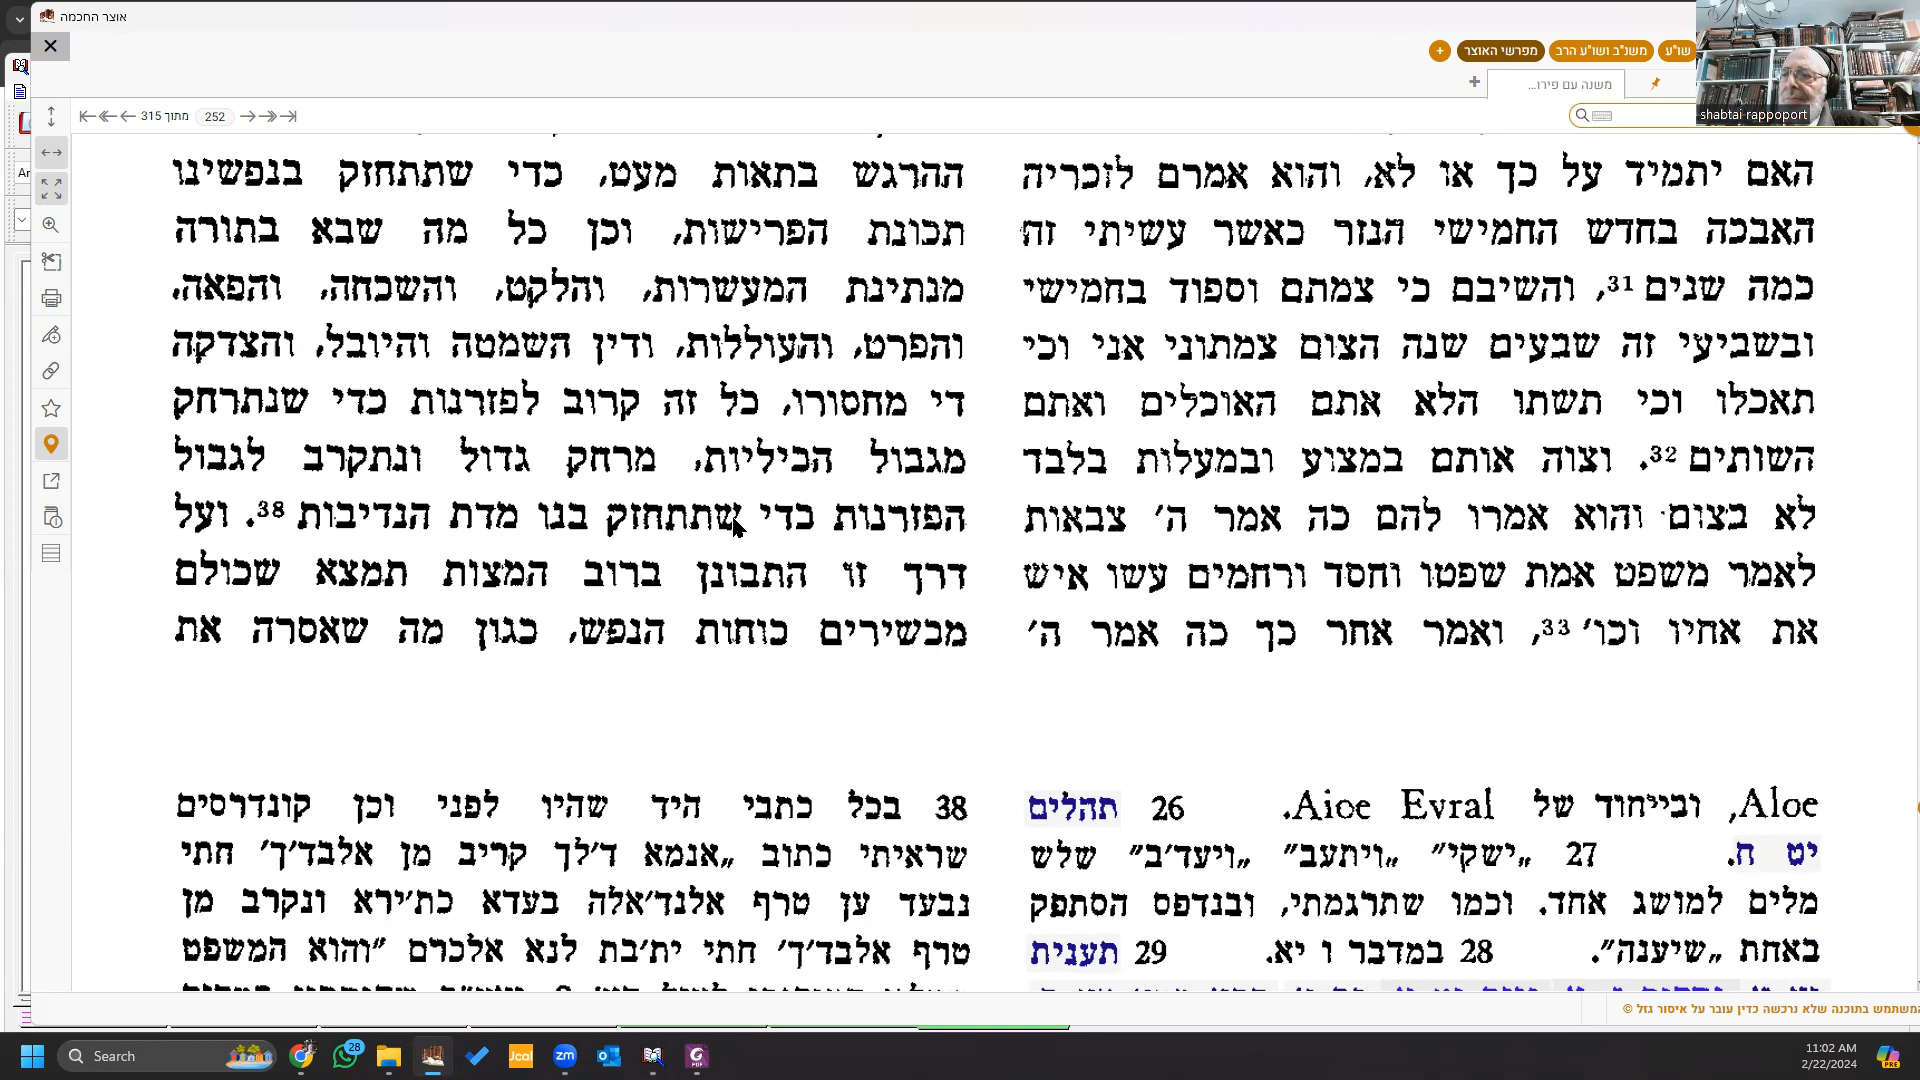 אוצר החכמה
שו"ע
משנ"ב ושו"ע הרב
מפרשי האוצר
משנה עם פירו...
252
מתוך 315
shabtai rappoport
האם יתמיד על כך או לא, והוא אמרם לזכריה
האבכה בחדש החמישי הנזר כאשר עשיתי זה
כמה שנים 31, והשיבם כי צמתם וספוד בחמישי
ובשביעי זה שבעים שנה הצום צמתוני אני וכי
תאכלו וכי תשתו הלא אתם האוכלים ואתם
השותים 32. וצוה אותם במצוע ובמעלות בלבד
לא בצום והוא אמרו להם כה אמר ה' צבאות
לאמר משפט אמת שפטו וחסד ורחמים עשו איש
את אחיו וכו' 33, ואמר אחר כך כה אמר ה'
ההרגש בתאות מעט, כדי שתתחזק בנפשינו
תכונת הפרישות, וכן כל מה שבא בתורה
מנתינת המעשרות, והלקט, והשכחה, והפאה,
והפרט, והעוללות, ודין השמטה והיובל, והצדקה
די מחסורו, כל זה קרוב לפזרנות כדי שנתרחק
מגבול הכיליות, מרחק גדול ונתקרב לגבול
הפזרנות כדי שתתחזק בנו מדת הנדיבות 38. ועל
דרך זו התבונן ברוב המצות תמצא שכולם
מכשירים כוחות הנפש, כגון מה שאסרה את
Aloe, ובייחוד של Aioe Evral. 26 תהלים
יט ח. 27 „ישקי" „ויתעב" „ויעד'ב" שלש
מלים למושג אחד. וכמו שתרגמתי, ובנדפס הסתפק
באחת „שיענה". 28 במדבר ו יא. 29 תענית
38 בכל כתבי היד שהיו לפני וכן קונדרסים
שראיתי כתוב „אנמא ד'לך קריב מן אלבד'ך' חתי
נבעד ען טרף אלנד'אלה בעדא כת'ירא ונקרב מן
טרף אלבד'ך' חתי ית'בת לנא אלכרם "והוא המשפט
המשתמש בתוכנה שלא נרכשה כדין עובר על איסור גזל ©
Search
28
Jcal
zm
11:02 AM
2/22/2024